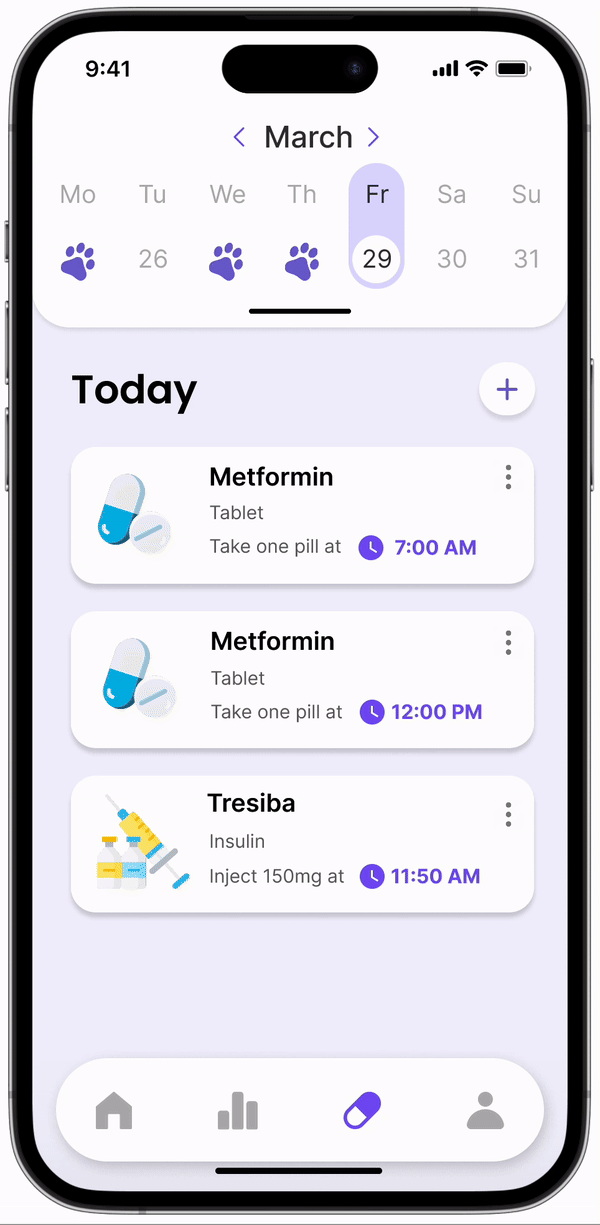 9:41
March
Mo Tu We Th Fr Sa Su
26 29 30 31
Today
Metformin
Tablet
Take one pill at 7:00 AM
Metformin
Tablet
Take one pill at 12:00 PM
Tresiba
Insulin
Inject 150mg at 11:50 AM